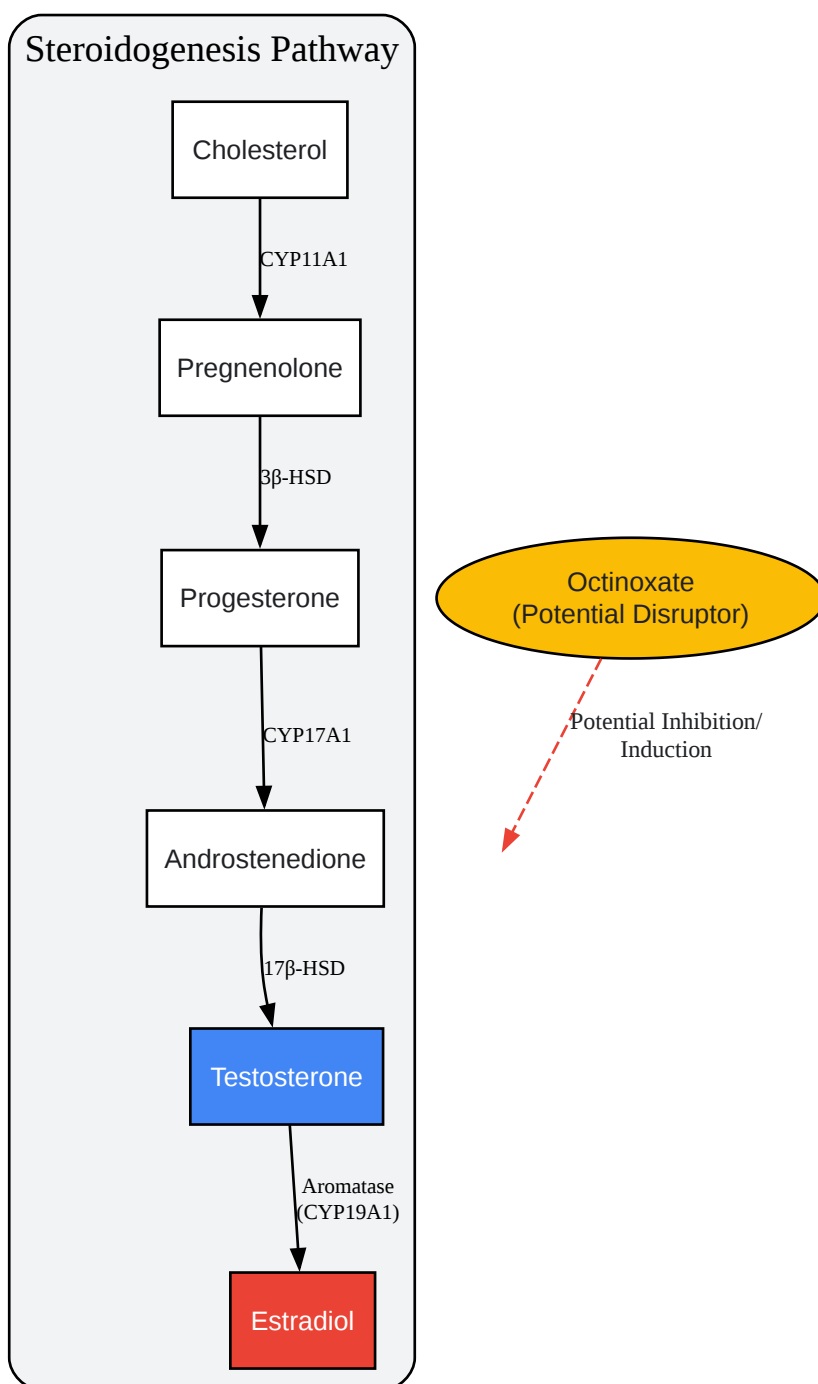 Steroidogenesis Pathway
Cholesterol
CYP11A1
Pregnenolone
3β-HSD
Progesterone
Octinoxate
(Potential Disruptor)
Potential Inhibition/
Induction
CYP17A1
Androstenedione
17β-HSD
Testosterone
Aromatase
(CYP19A1)
Estradiol